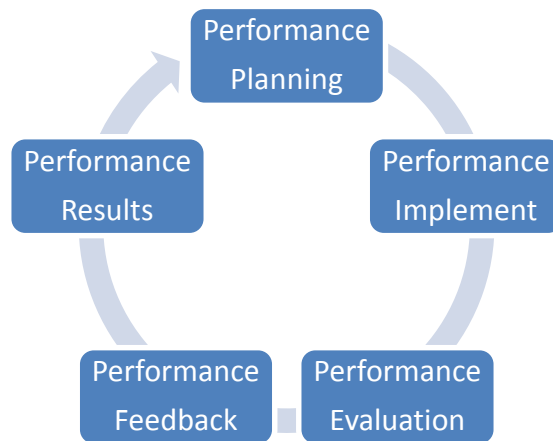 Performance
Planning
Performance
Implement
Performance
Evaluation
Performance
Feedback
Performance
Results